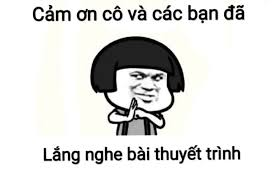 Cảm ơn cô và các bạn đã
Lắng nghe bài thuyết trình